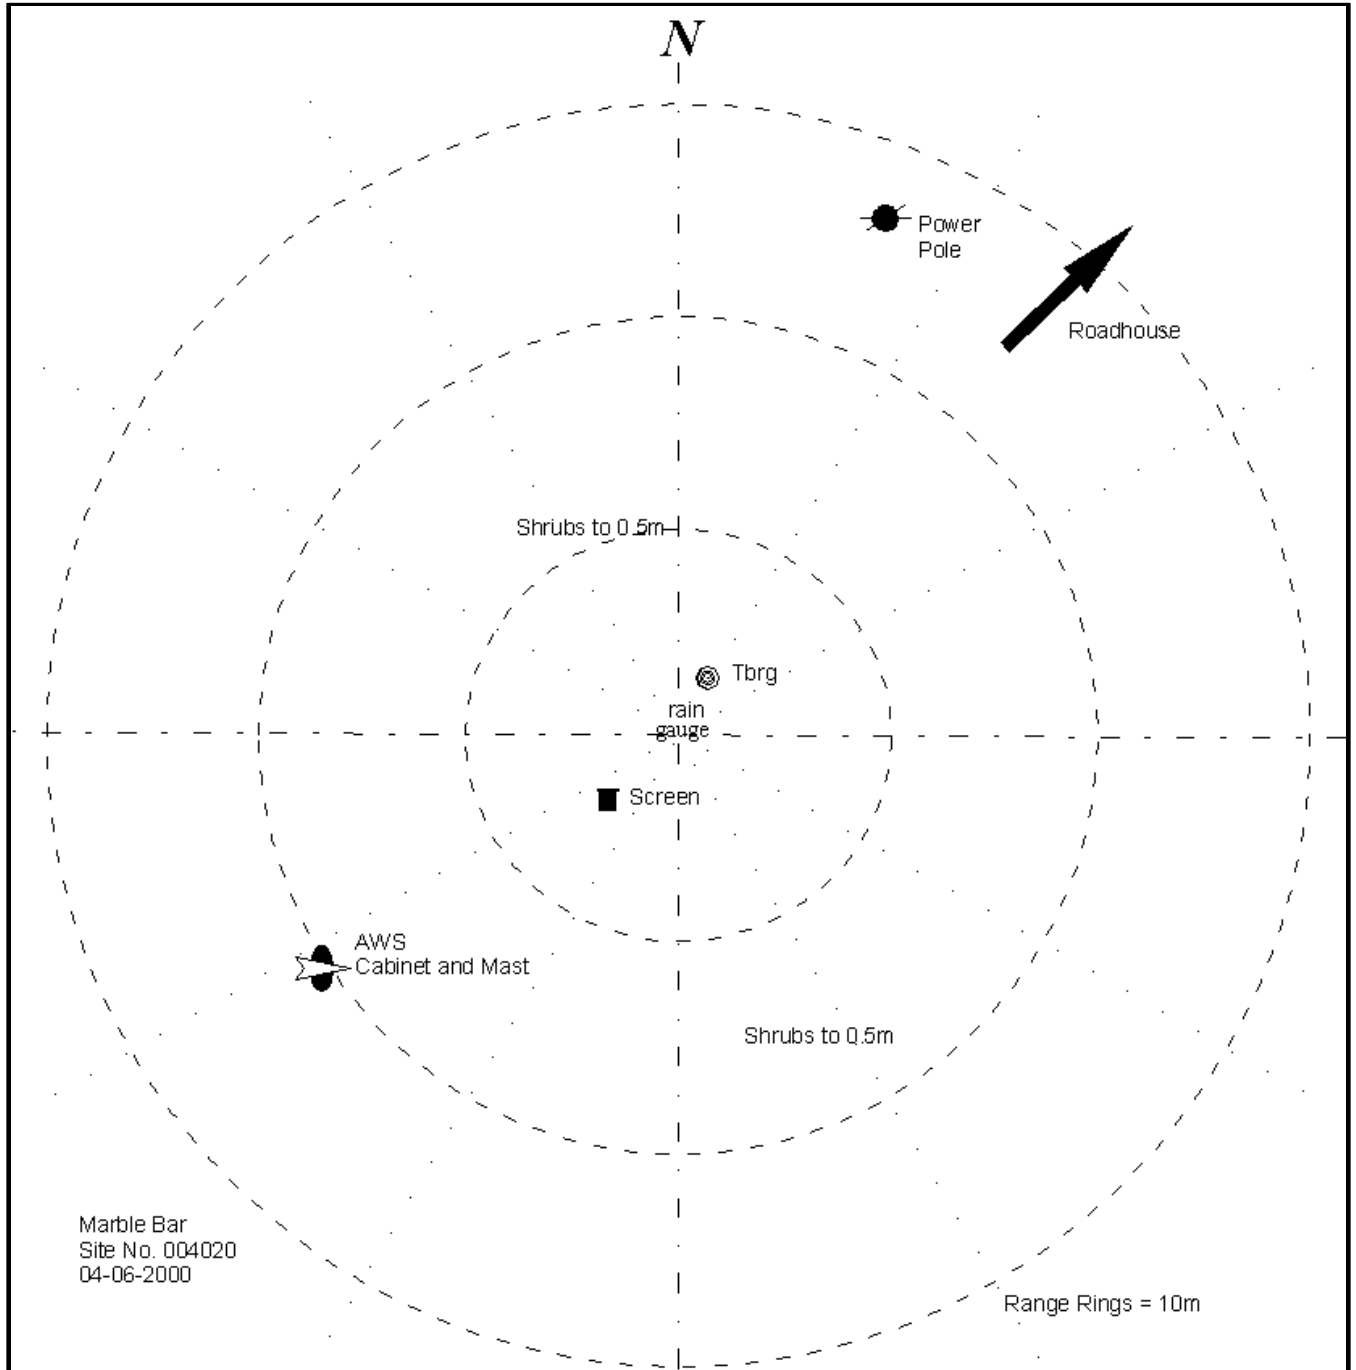 N
Power
Pole
Roadhouse
Shrubs to 0.5m
Tbrg
rain
gauge
Screen
AWS
Cabinet and Mast
Shrubs to 0.5m
Marble Bar
Site No. 004020
04-06-2000
Range Rings = 10m